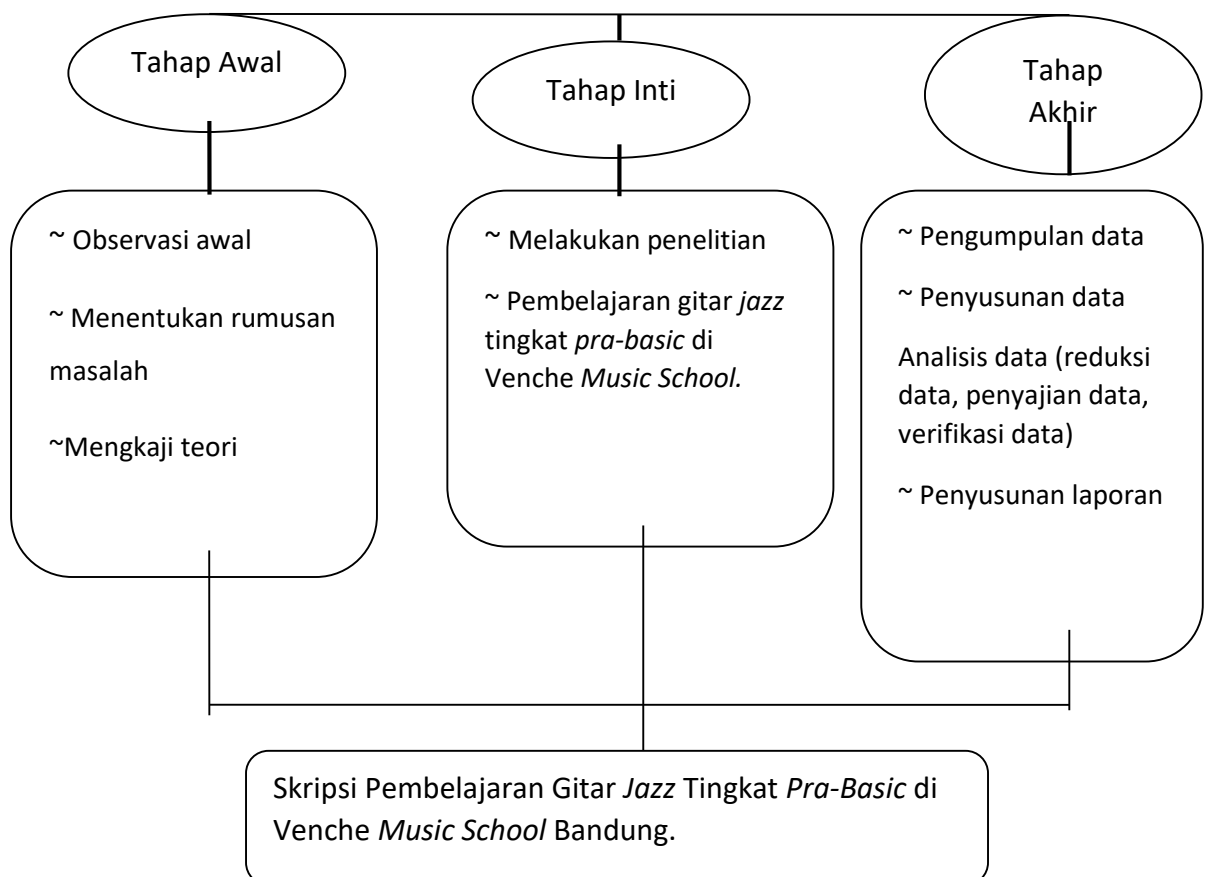 Tahap Awal
Tahap Inti
Tahap
Akhir
~ Observasi awal
~ Menentukan rumusan
masalah
~Mengkaji teori
~ Melakukan penelitian
~ Pembelajaran gitar jazz
tingkat pra-basic di
Venche Music School.
~ Pengumpulan data
~ Penyusunan data
Analisis data (reduksi
data, penyajian data,
verifikasi data)
~ Penyusunan laporan
Skripsi Pembelajaran Gitar Jazz Tingkat Pra-Basic di
Venche Music School Bandung.